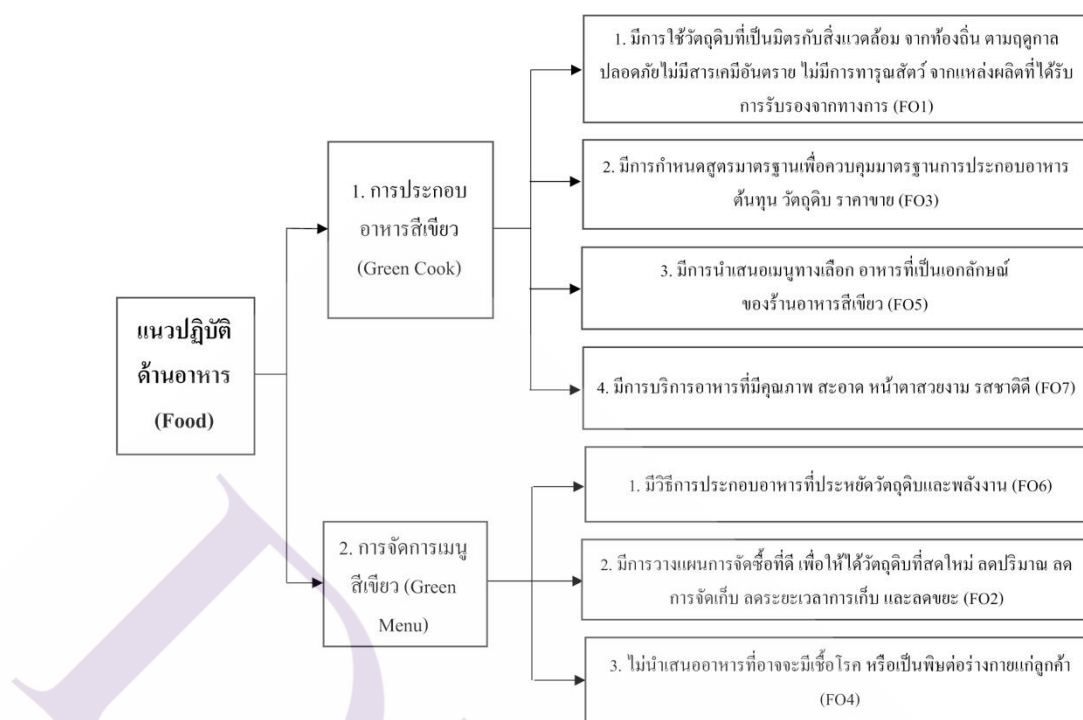 แนวปฏิบัติ
ด้านอาหาร
(Food)
1. การประกอบ
อาหารสีเขียว
(Green Cook)
1. มีการใช้วัตถุดิบที่เป็นมิตรกับสิ่งแวดล้อม จากท้องถิ่น ตามฤดูกาล
ปลอดภัยไม่มีสารเคมีอันตราย ไม่มีการทารุณสัตว์ จากแหล่งผลิตที่ได้รับ
การรับรองจากทางการ (FO1)
2. มีการกำหนดสูตรมาตรฐานเพื่อควบคุมมาตรฐานการประกอบอาหาร
ต้นทุน วัตถุดิบ ราคาขาย (FO3)
3. มีการนำเสนอเมนูทางเลือก อาหารที่เป็นเอกลักษณ์
ของร้านอาหารสีเขียว (FO5)
4. มีการบริการอาหารที่มีคุณภาพ สะอาด หน้าตาสวยงาม รสชาติดี (FO7)
2. การจัดการเมนู
สีเขียว (Green
Menu)
1. มีวิธีการประกอบอาหารที่ประหยัดวัตถุดิบและพลังงาน (FO6)
2. มีการวางแผนการจัดซื้อที่ดี เพื่อให้ได้วัตถุดิบที่สดใหม่ ลดปริมาณ ลด
การจัดเก็บ ลดระยะเวลาการเก็บ และลดขยะ (FO2)
3. ไม่นำเสนออาหารที่อาจจะมีเชื้อโรค หรือเป็นพิษต่อร่างกายแก่ลูกค้า
(FO4)